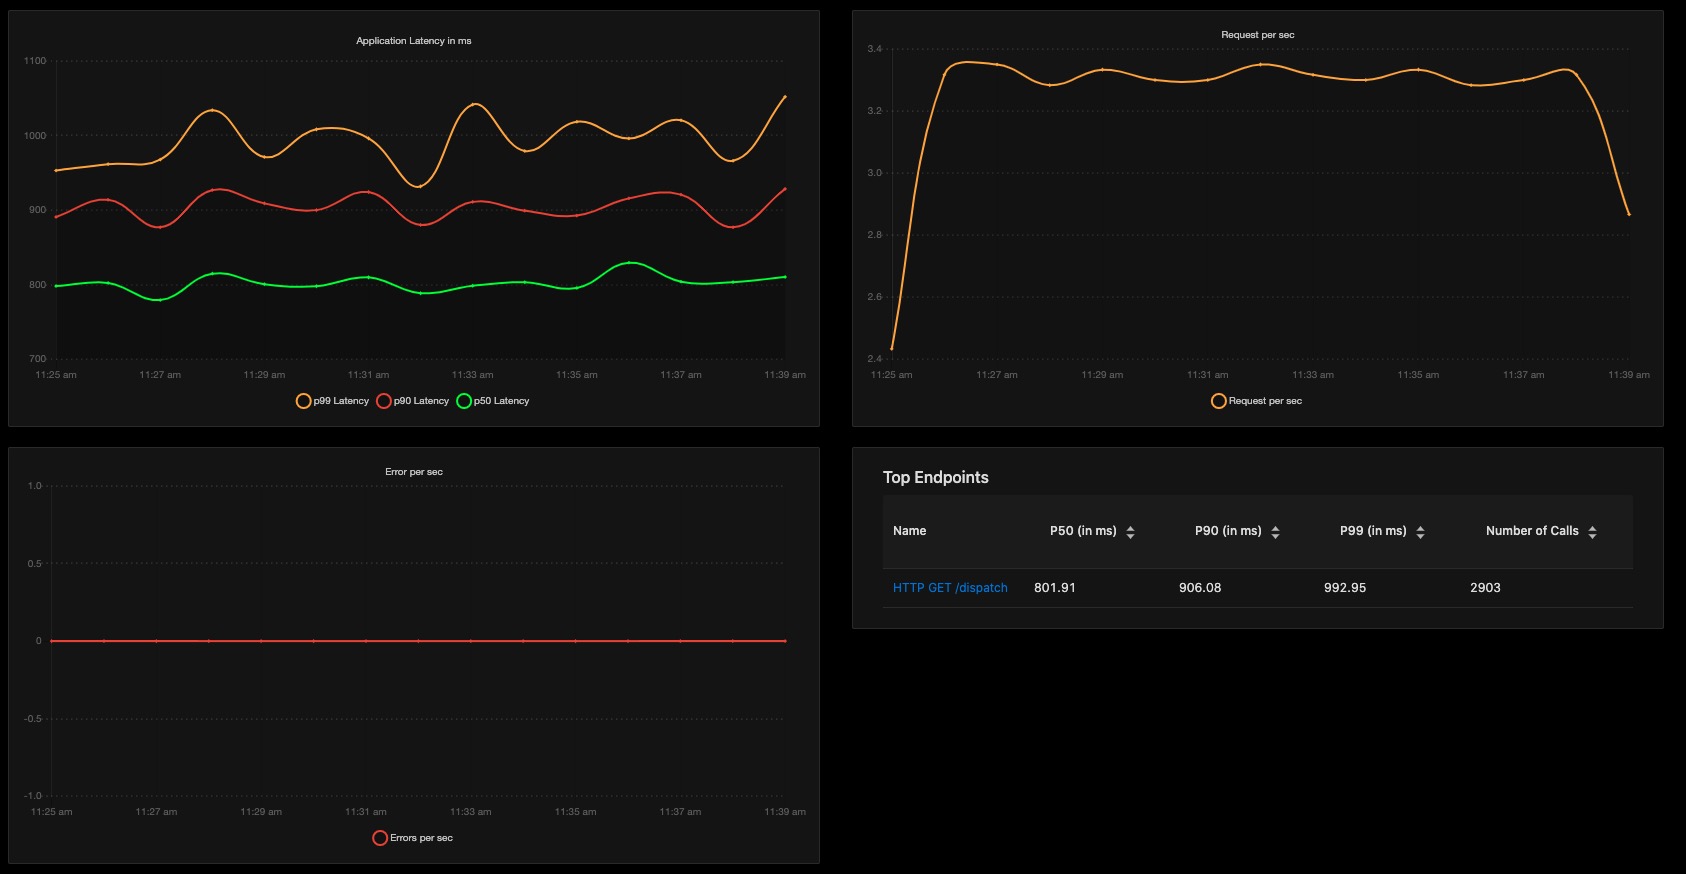 Application Latency in ms
1100
1000
900
800
700
11:25 am 11:27 am 11:29 am 11:31 am 11:33 am 11:35 am 11:37 am 11:39 am
p99 Latency p90 Latency p50 Latency
Request per sec
3.4
3.2
3.0
2.8
2.6
2.4
11:25 am 11:27 am 11:29 am 11:31 am 11:33 am 11:35 am 11:37 am 11:39 am
Request per sec
Error per sec
1.0
0.5
0
-0.5
-1.0
11:25 am 11:27 am 11:29 am 11:31 am 11:33 am 11:35 am 11:37 am 11:39 am
Errors per sec
Top Endpoints
Name P50 (in ms) P90 (in ms) P99 (in ms) Number of Calls
HTTP GET /dispatch 801.91 906.08 992.95 2903